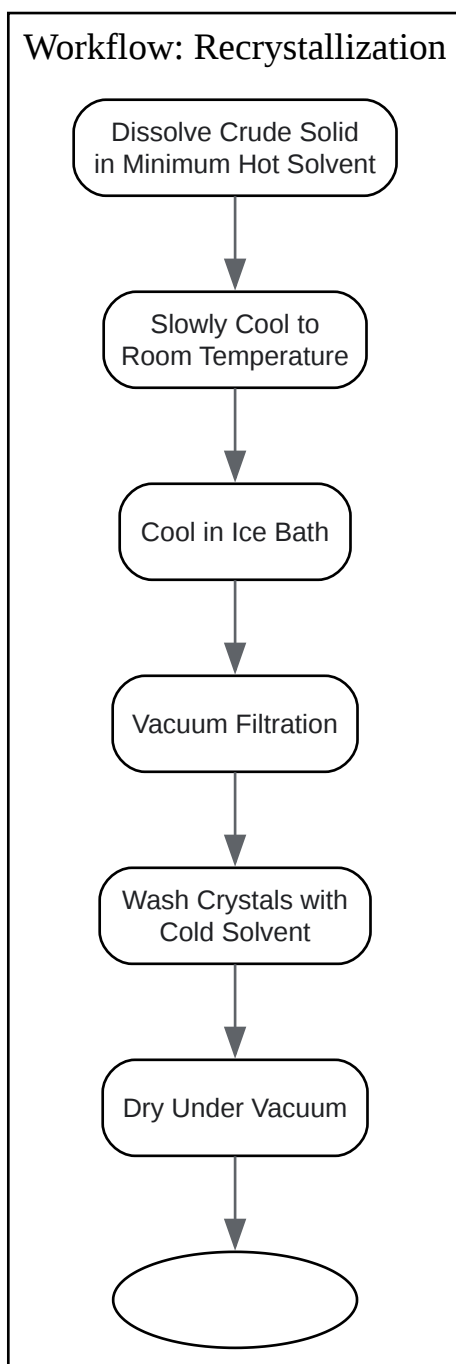 Workflow: Recrystallization
Dissolve Crude Solid
in Minimum Hot Solvent
Slowly Cool to
Room Temperature
Cool in Ice Bath
Vacuum Filtration
Wash Crystals with
Cold Solvent
Dry Under Vacuum